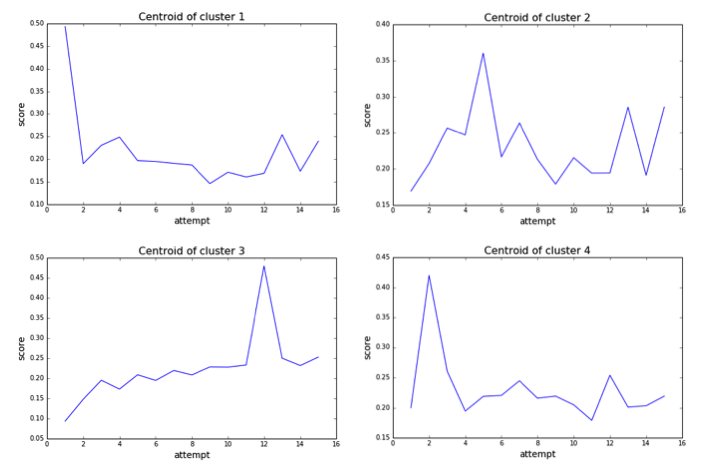 Centroid of cluster 1
0.50
0.45
0.40
0.35
0.30
0.25
0.20
0.15
0.10
score
0 2 4 6 8 10 12 14 16
attempt
Centroid of cluster 2
0.40
0.35
0.30
0.25
0.20
0.15
score
0 2 4 6 8 10 12 14 16
attempt
Centroid of cluster 3
0.50
0.45
0.40
0.35
0.30
0.25
0.20
0.15
0.10
0.05
score
0 2 4 6 8 10 12 14 16
attempt
Centroid of cluster 4
0.45
0.40
0.35
0.30
0.25
0.20
0.15
score
0 2 4 6 8 10 12 14 16
attempt